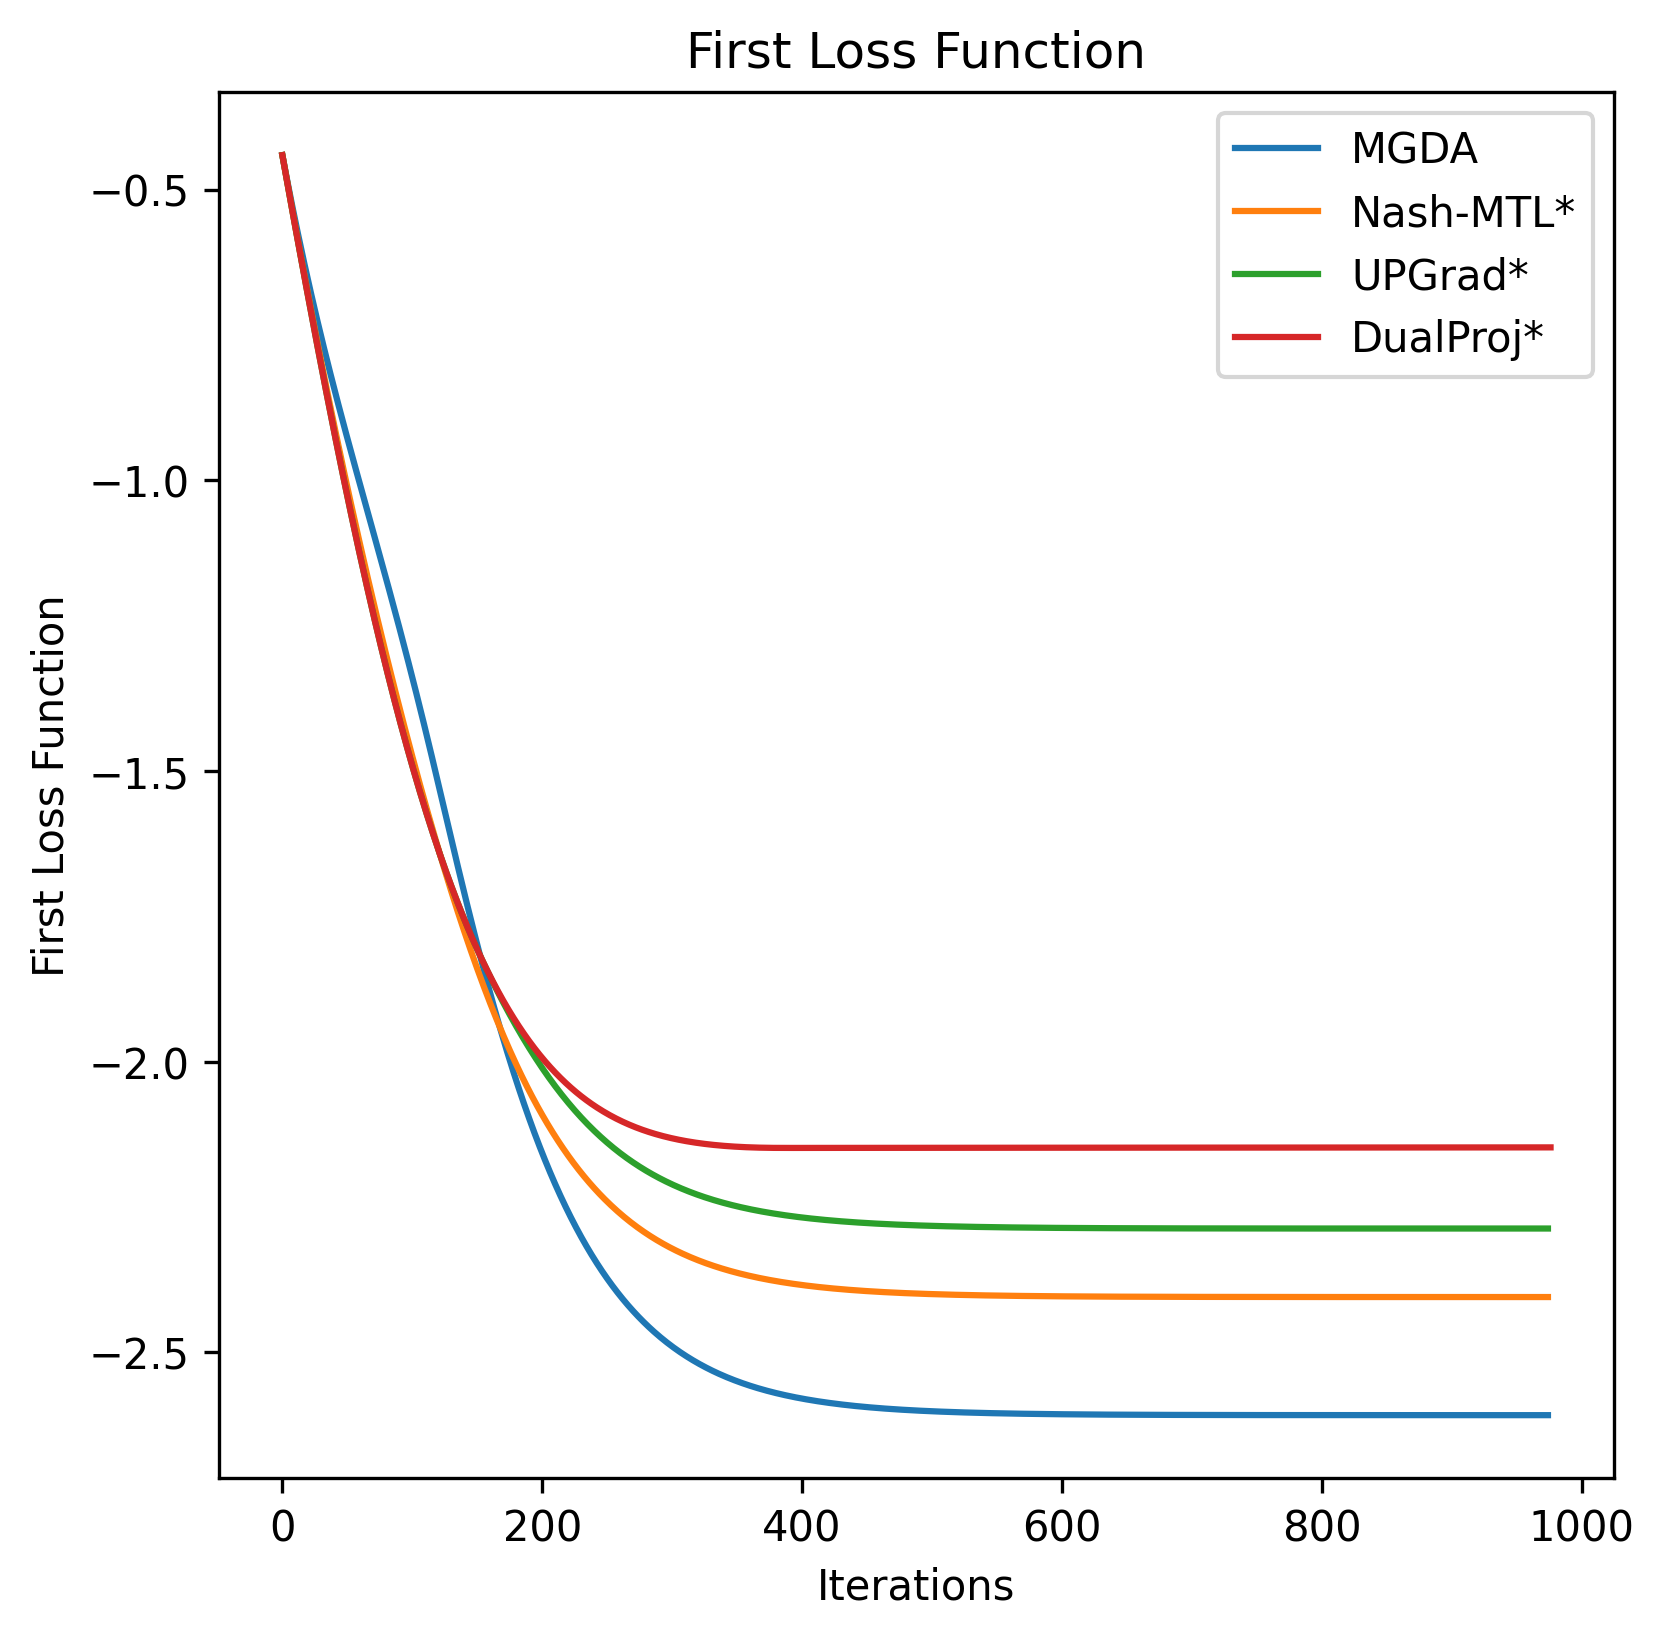 First Loss Function
MGDA
Nash-MTL*
UPGrad*
DualProj*
First Loss Function
−0.5
−1.0
−1.5
−2.0
−2.5
0
200
400
600
800
1000
Iterations